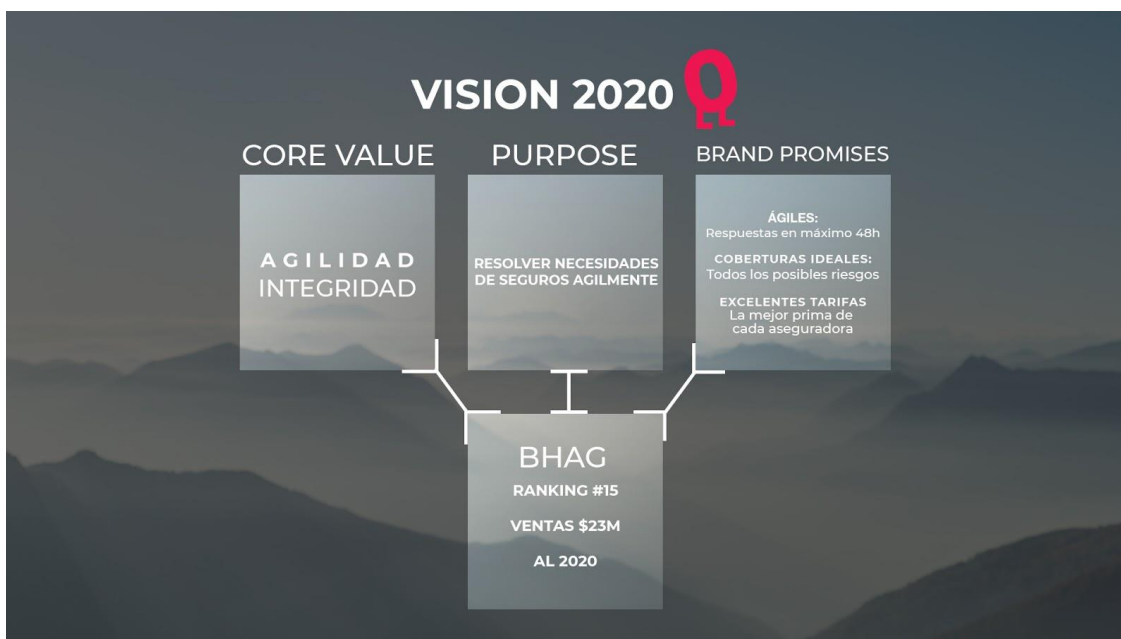 VISION 2020
CORE VALUE
AGILIDAD
INTEGRIDAD
PURPOSE
RESOLVER NECESIDADES
DE SEGUROS AGILMENTE
BRAND PROMISES
ÁGILES:
Respuestas en máximo 48h
COBERTURAS IDEALES:
Todos los posibles riesgos
EXCELENTES TARIFAS
La mejor prima de
cada aseguradora
BHAG
RANKING #15
VENTAS $23M
AL 2020